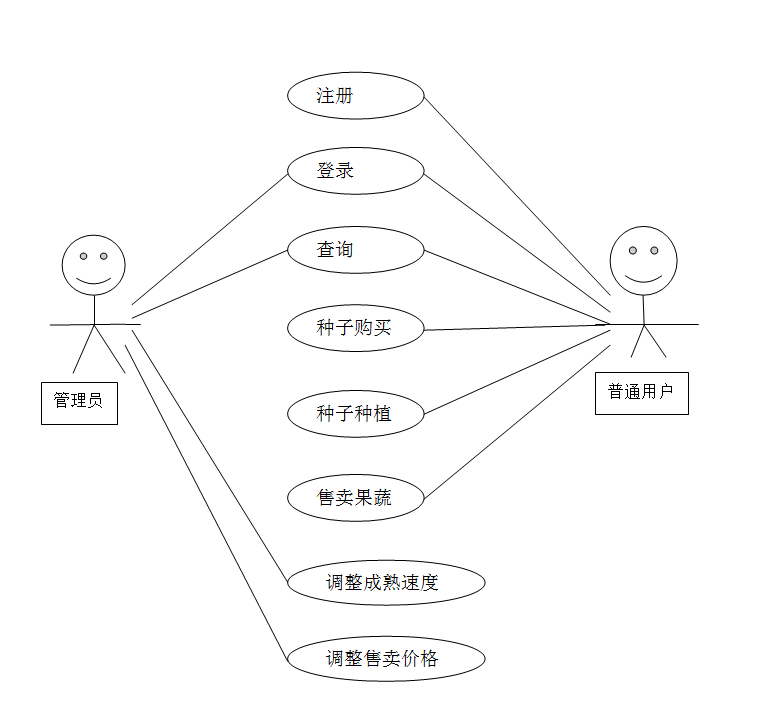 注册
登录
查询
种子购买
管理员
普通用户
种子种植
售卖果蔬
调整成熟速度
调整售卖价格